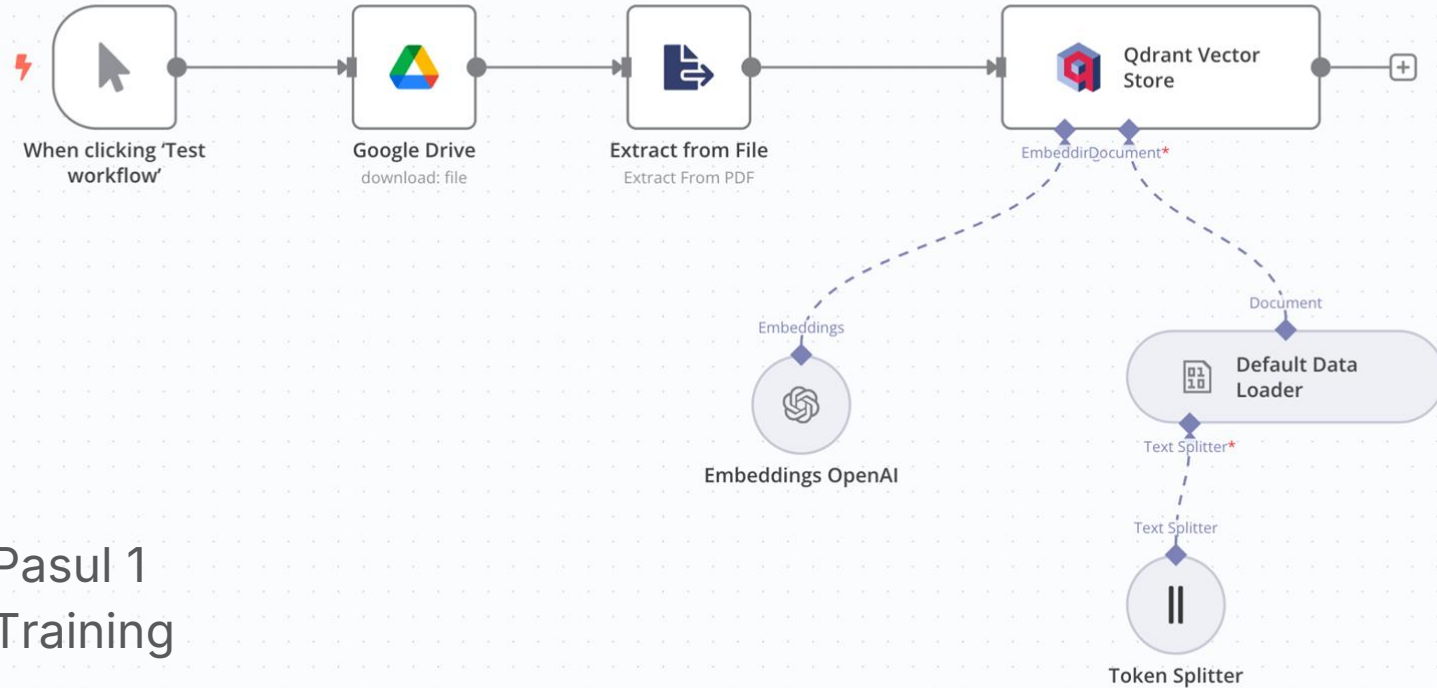 Qdrant Vector
Store
When clicking ‘Test
workflow’
Google Drive
download: file
Extract from File
Extract From PDF
Document*
Document
Embeddings
Default Data
Loader
Text Splitter*
Embeddings OpenAI
Text Splitter
Pasul 1
Training
Token Splitter